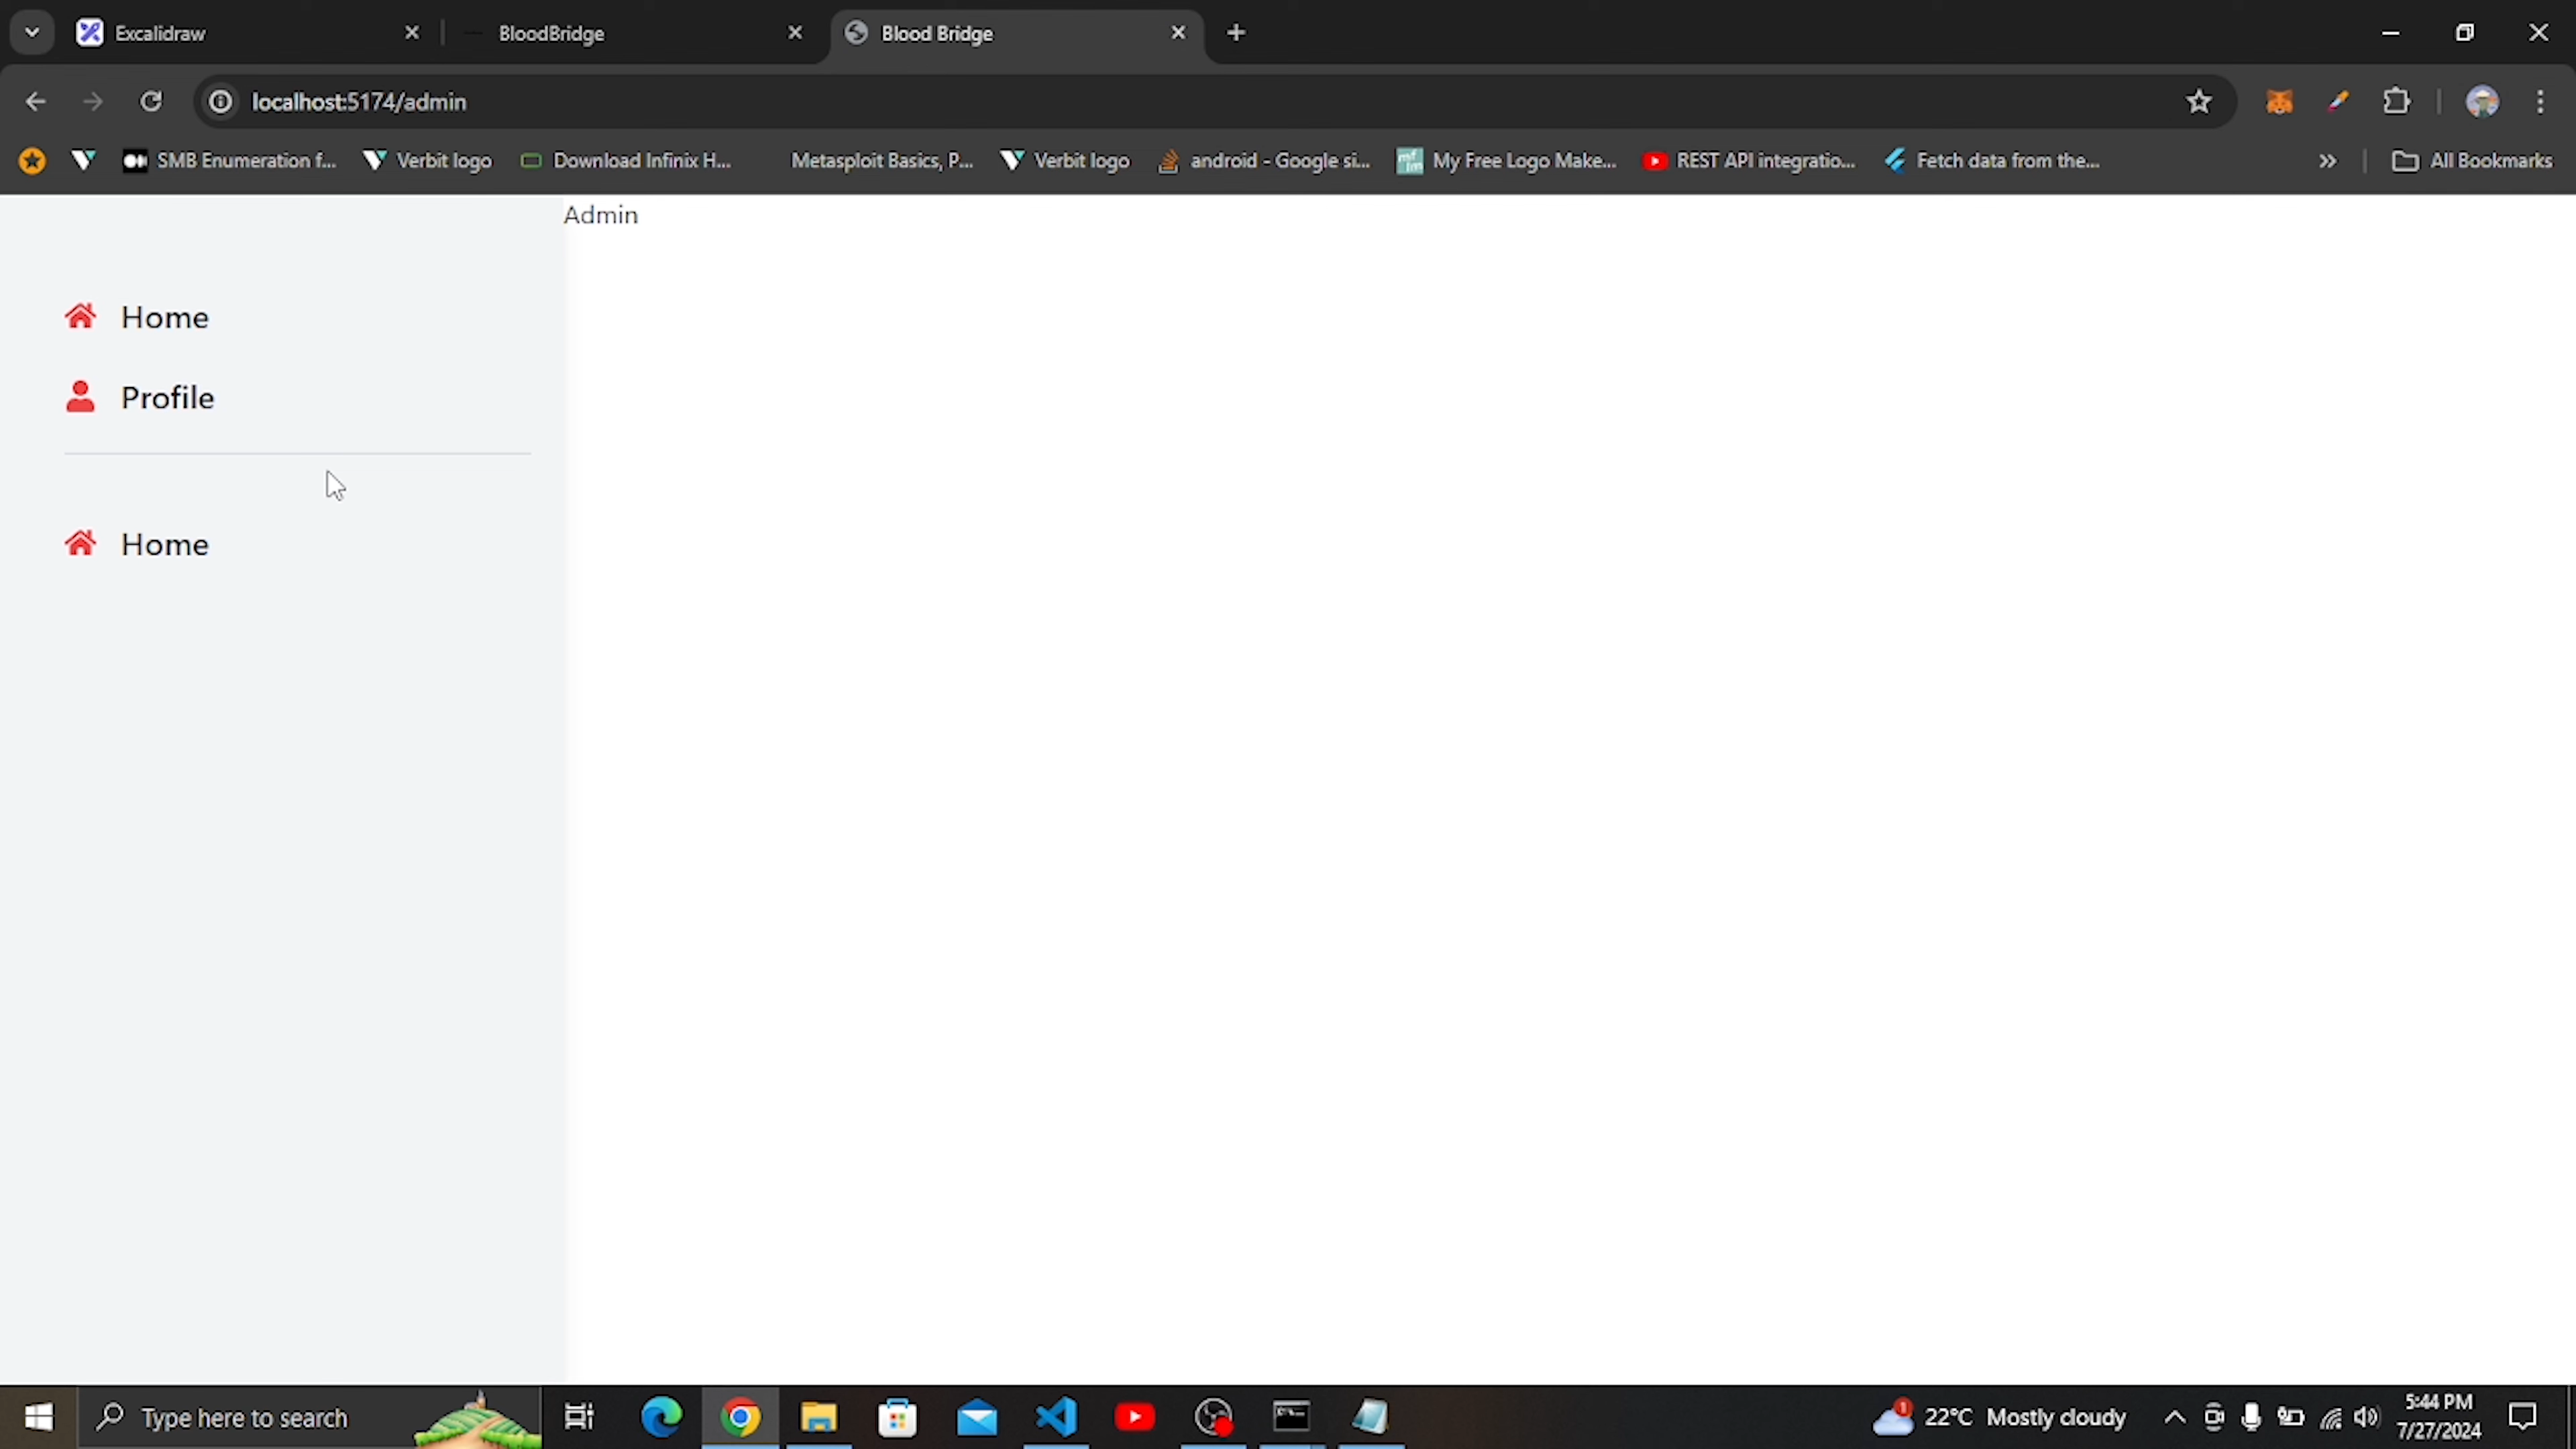 Excalidraw
BloodBridge
Blood Bridge
localhost:5174/admin
SMB Enumeration f...
Verbit logo
Download Infinix H...
Metasploit Basics, P...
Verbit logo
android - Google si...
My Free Logo Make...
REST API integratio...
Fetch data from the...
All Bookmarks
Admin
Home
Profile
Home
Type here to search
1
22°C Mostly cloudy
5:44 PM
7/27/2024